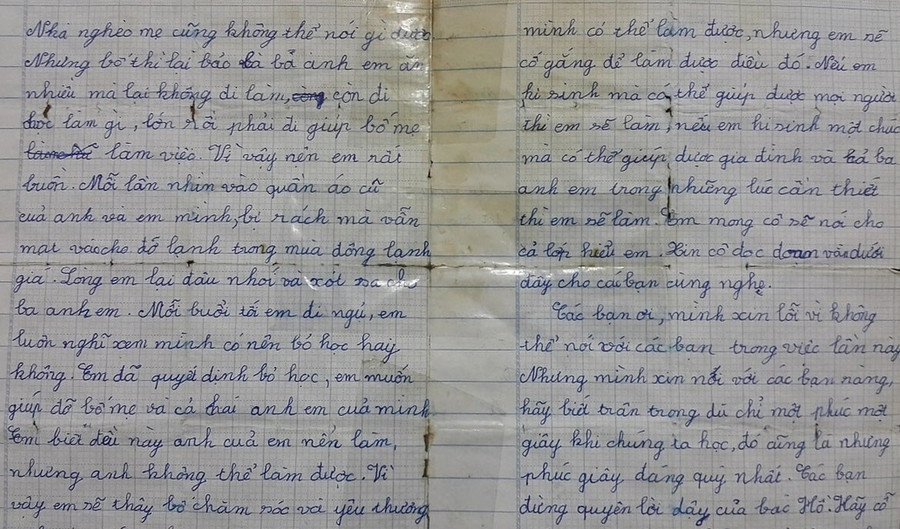 Nhà nghèo mẹ cũng không thể nói gì được
Nhưng bố thì lại bảo cả ba anh em ăn
nhiều mà lại không đi làm, còn đi
học làm gì, lớn rồi phải đi giúp bố mẹ
làm việc. Vì vậy nên em rất
buồn. Mỗi lần nhìn vào quần áo cũ
của anh và em mình, bị rách mà vẫn
mặc vào cho đỡ lạnh trong mùa đông lạnh
giá. Lòng em lại đâu nhối và xót xa cho
ba anh em. Mỗi buổi tối em đi ngủ, em
luôn nghĩ xem mình có nên bỏ học hay
không. Em đã quyết định bỏ học, em muốn
giúp đỡ bố mẹ và cả hai anh em của mình
Em biết điều này anh của em nên làm,
nhưng anh không thể làm được. Vì
vậy em sẽ thây bố chăm sóc và yêu thương
mình có thể làm được, nhưng em sẽ
cố gắng để làm được điều đó. Nếu em
hi sinh mà có thể giúp được mọi người
thì em sẽ làm, nếu em hi sinh một chút
mà có thể giúp được gia đình và cả ba
anh em trong nhiềng lúc cần thiết
thì em sẽ làm. Em mong cô sẽ nói cho
cả lớp hiểu em. Xin cô đọc đoạn văn dưới
đây cho các bạn cùng nghe.
Các bạn ơi, mình xin lỗi vì không
thể nói với các bạn trong việc lần này
Nhưng mình xin nói với các bạn nàng,
hãy biết trân trọng dù chỉ một phúc một
giây khi chúng ta học, đó cũng là nhưng
phúc giây đáng quý nhất. Các bạn
đừng quyên lời dậy của bác Hồ. Hãy cố